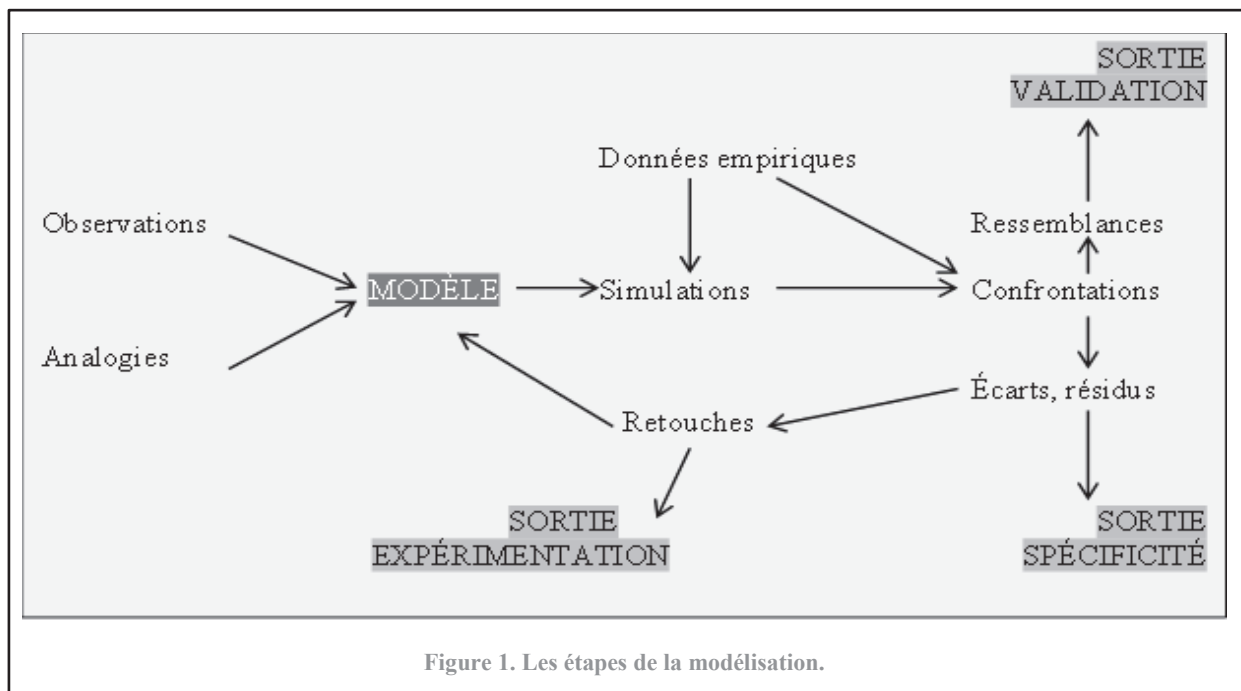 SORTIE
VALIDATION
Données empiriques
Observations
Ressemblances
MODÈLE
Simulations
Confrontations
Analogies
Écarts, résidus
Retouches
SORTIE
EXPÉRIMENTATION
SORTIE
SPÉCIFICITÉ
Figure 1. Les étapes de la modélisation.